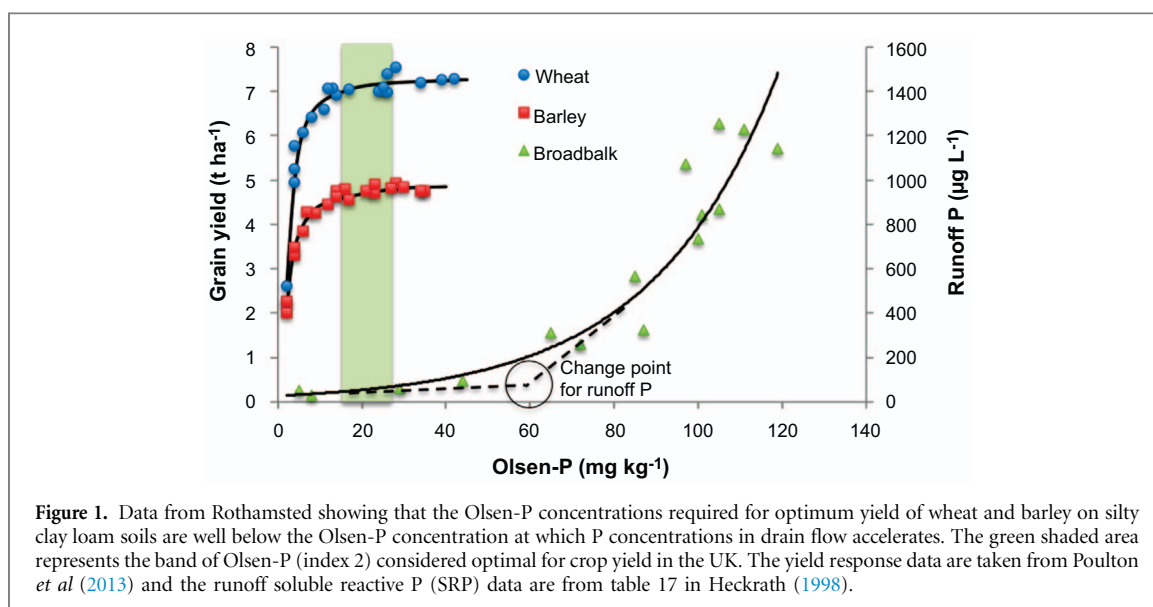 8
7
6
5
4
3
2
1
0
Grain yield (t ha-1)
Wheat
Barley
Broadbalk
Change point
for runoff P
1600
1400
1200
1000
800
600
400
200
0
Runoff P (µg L-1)
0 20 40 60 80 100 120 140
Olsen-P (mg kg-1)
Figure 1. Data from Rothamsted showing that the Olsen-P concentrations required for optimum yield of wheat and barley on silty
clay loam soils are well below the Olsen-P concentration at which P concentrations in drain flow accelerates. The green shaded area
represents the band of Olsen-P (index 2) considered optimal for crop yield in the UK. The yield response data are taken from Poulton
et al (2013) and the runoff soluble reactive P (SRP) data are from table 17 in Heckrath (1998).